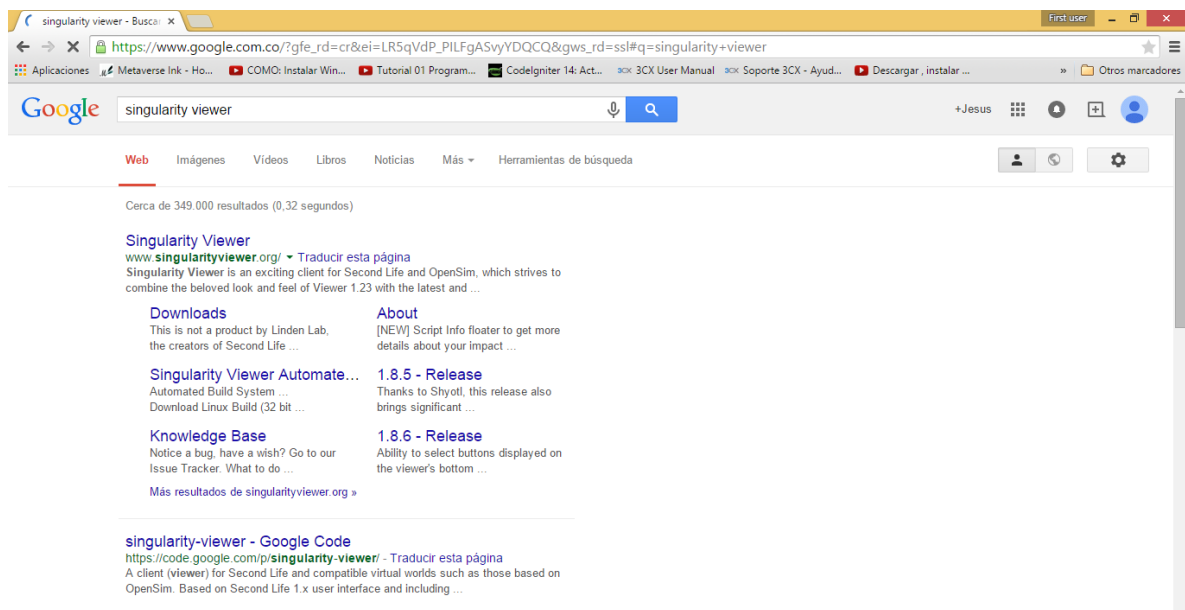 singularity viewer - Buscar
First user
https://www.google.com.co/?gfe_rd=cr&ei=LR5qVdP_PILFgASvyYDQCQ&gws_rd=ssl#q=singularity+viewer
Aplicaciones Metaverse Ink - Ho... COMO: Instalar Win... Tutorial 01 Program... CodeIgniter 14: Act... 3CX 3CX User Manual 3CX Soporte 3CX - Ayud... Descargar , instalar ... » Otros marcadores
Google singularity viewer +Jesus
Web Imágenes Vídeos Libros Noticias Más Herramientas de búsqueda
Cerca de 349.000 resultados (0,32 segundos)
Singularity Viewer
www.singularityviewer.org/ Traducir esta página
Singularity Viewer is an exciting client for Second Life and OpenSim, which strives to
combine the beloved look and feel of Viewer 1.23 with the latest and ...
Downloads
This is not a product by Linden Lab,
the creators of Second Life ...
About
[NEW] Script Info floater to get more
details about your impact ...
Singularity Viewer Automate...
Automated Build System ...
Download Linux Build (32 bit ...
1.8.5 - Release
Thanks to Shyotl, this release also
brings significant ...
Knowledge Base
Notice a bug, have a wish? Go to our
Issue Tracker. What to do ...
1.8.6 - Release
Ability to select buttons displayed on
the viewer's bottom ...
Más resultados de singularityviewer.org »
singularity-viewer - Google Code
https://code.google.com/p/singularity-viewer/ - Traducir esta página
A client (viewer) for Second Life and compatible virtual worlds such as those based on
OpenSim. Based on Second Life 1.x user interface and including ...